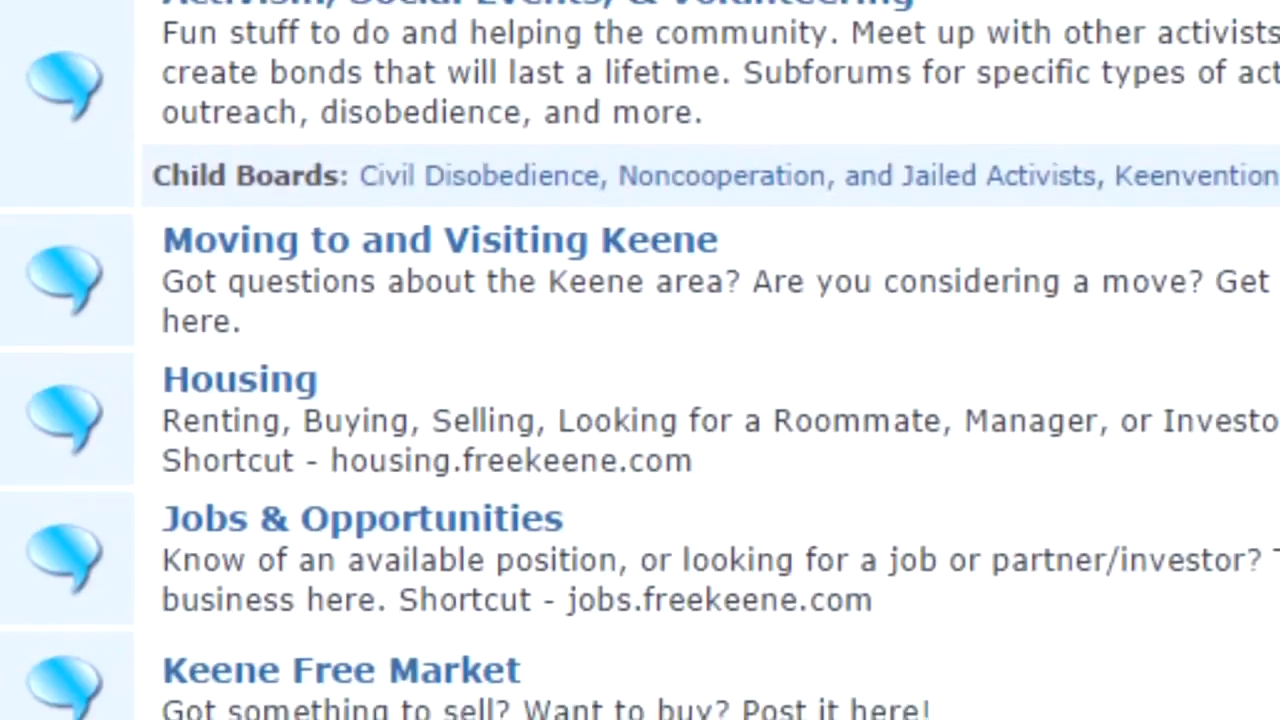 Activism, Social Events, & Volunteering
Fun stuff to do and helping the community. Meet up with other activists
create bonds that will last a lifetime. Subforums for specific types of
outreach, disobedience, and more.
Child Boards: Civil Disobedience, Noncooperation, and Jailed Activists, Keenvention
Moving to and Visiting Keene
Got questions about the Keene area? Are you considering a move? Get
here.
Housing
Renting, Buying, Selling, Looking for a Roommate, Manager, or
Shortcut - housing.freekeene.com
Jobs & Opportunities
Know of an available position, or looking for a job or partner/investor?
business here. Shortcut - jobs.freekeene.com
Keene Free Market
Got something to sell? Want to buy? Post it here!